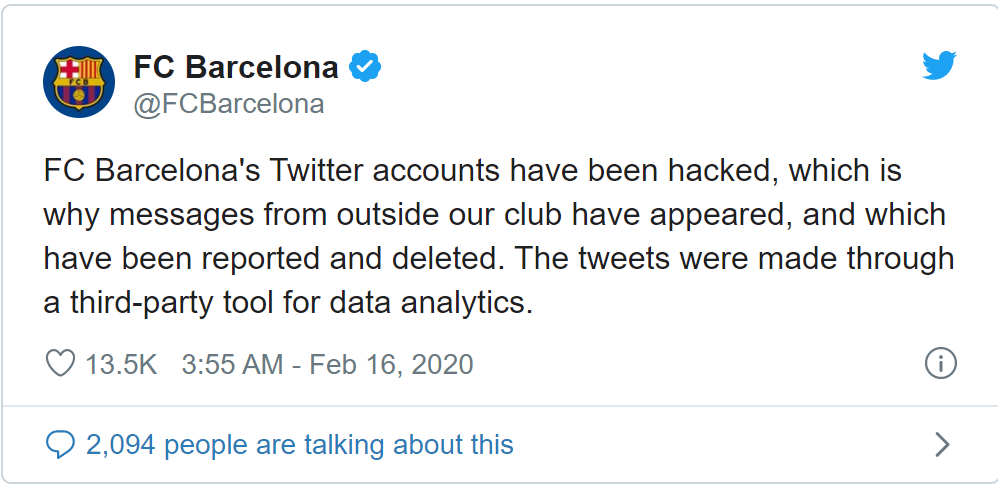 FCB
FC Barcelona
@FCBarcelona
FC Barcelona's Twitter accounts have been hacked, which is
why messages from outside our club have appeared, and which
have been reported and deleted. The tweets were made through
a third-party tool for data analytics.
13.5K 3:55 AM - Feb 16, 2020
2,094 people are talking about this